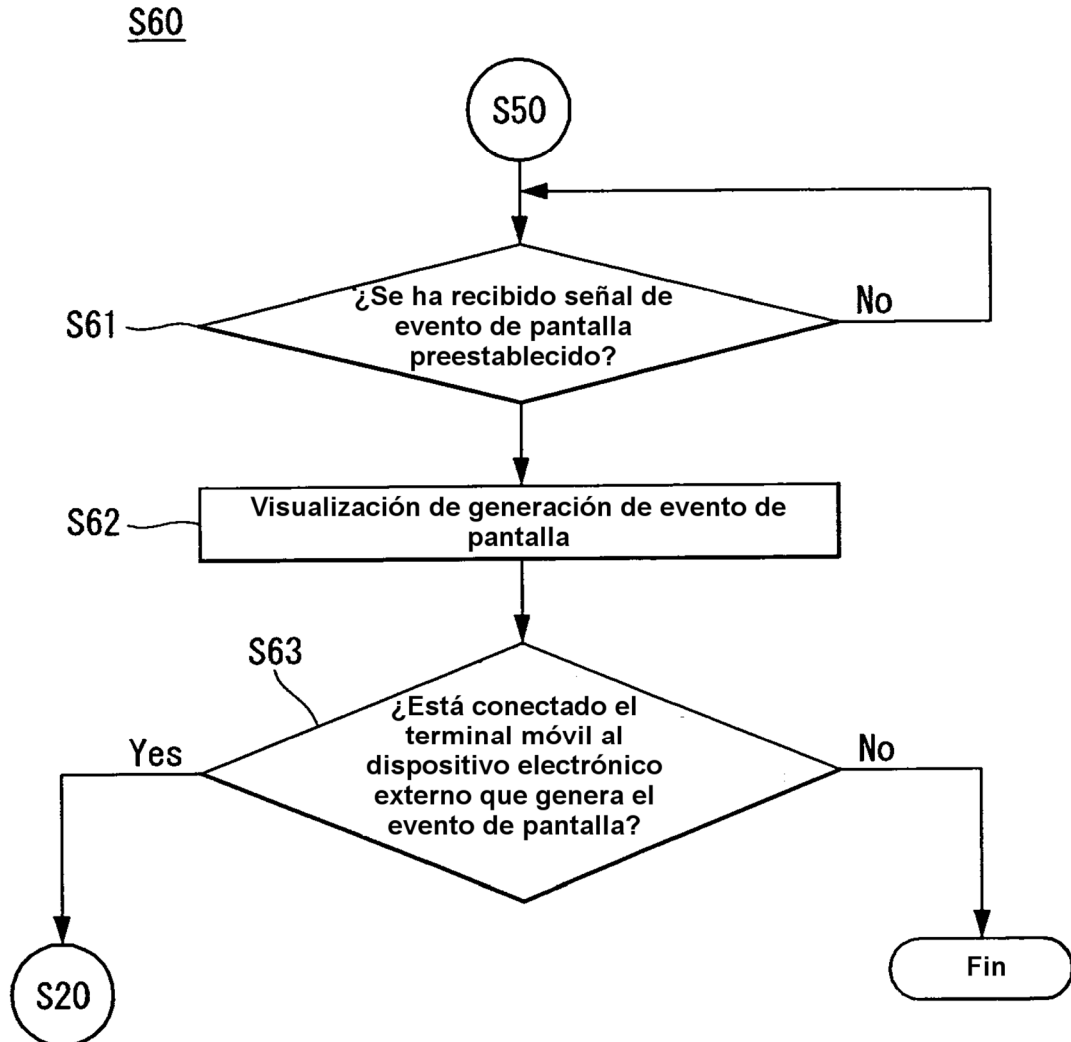 S60
S50
¿Se ha recibido señal de
evento de pantalla
preestablecido?
No
S61
Visualización de generación de evento de
pantalla
S62
S63
¿Está conectado el
terminal móvil al
dispositivo electrónico
externo que genera el
evento de pantalla?
Yes
No
S20
Fin